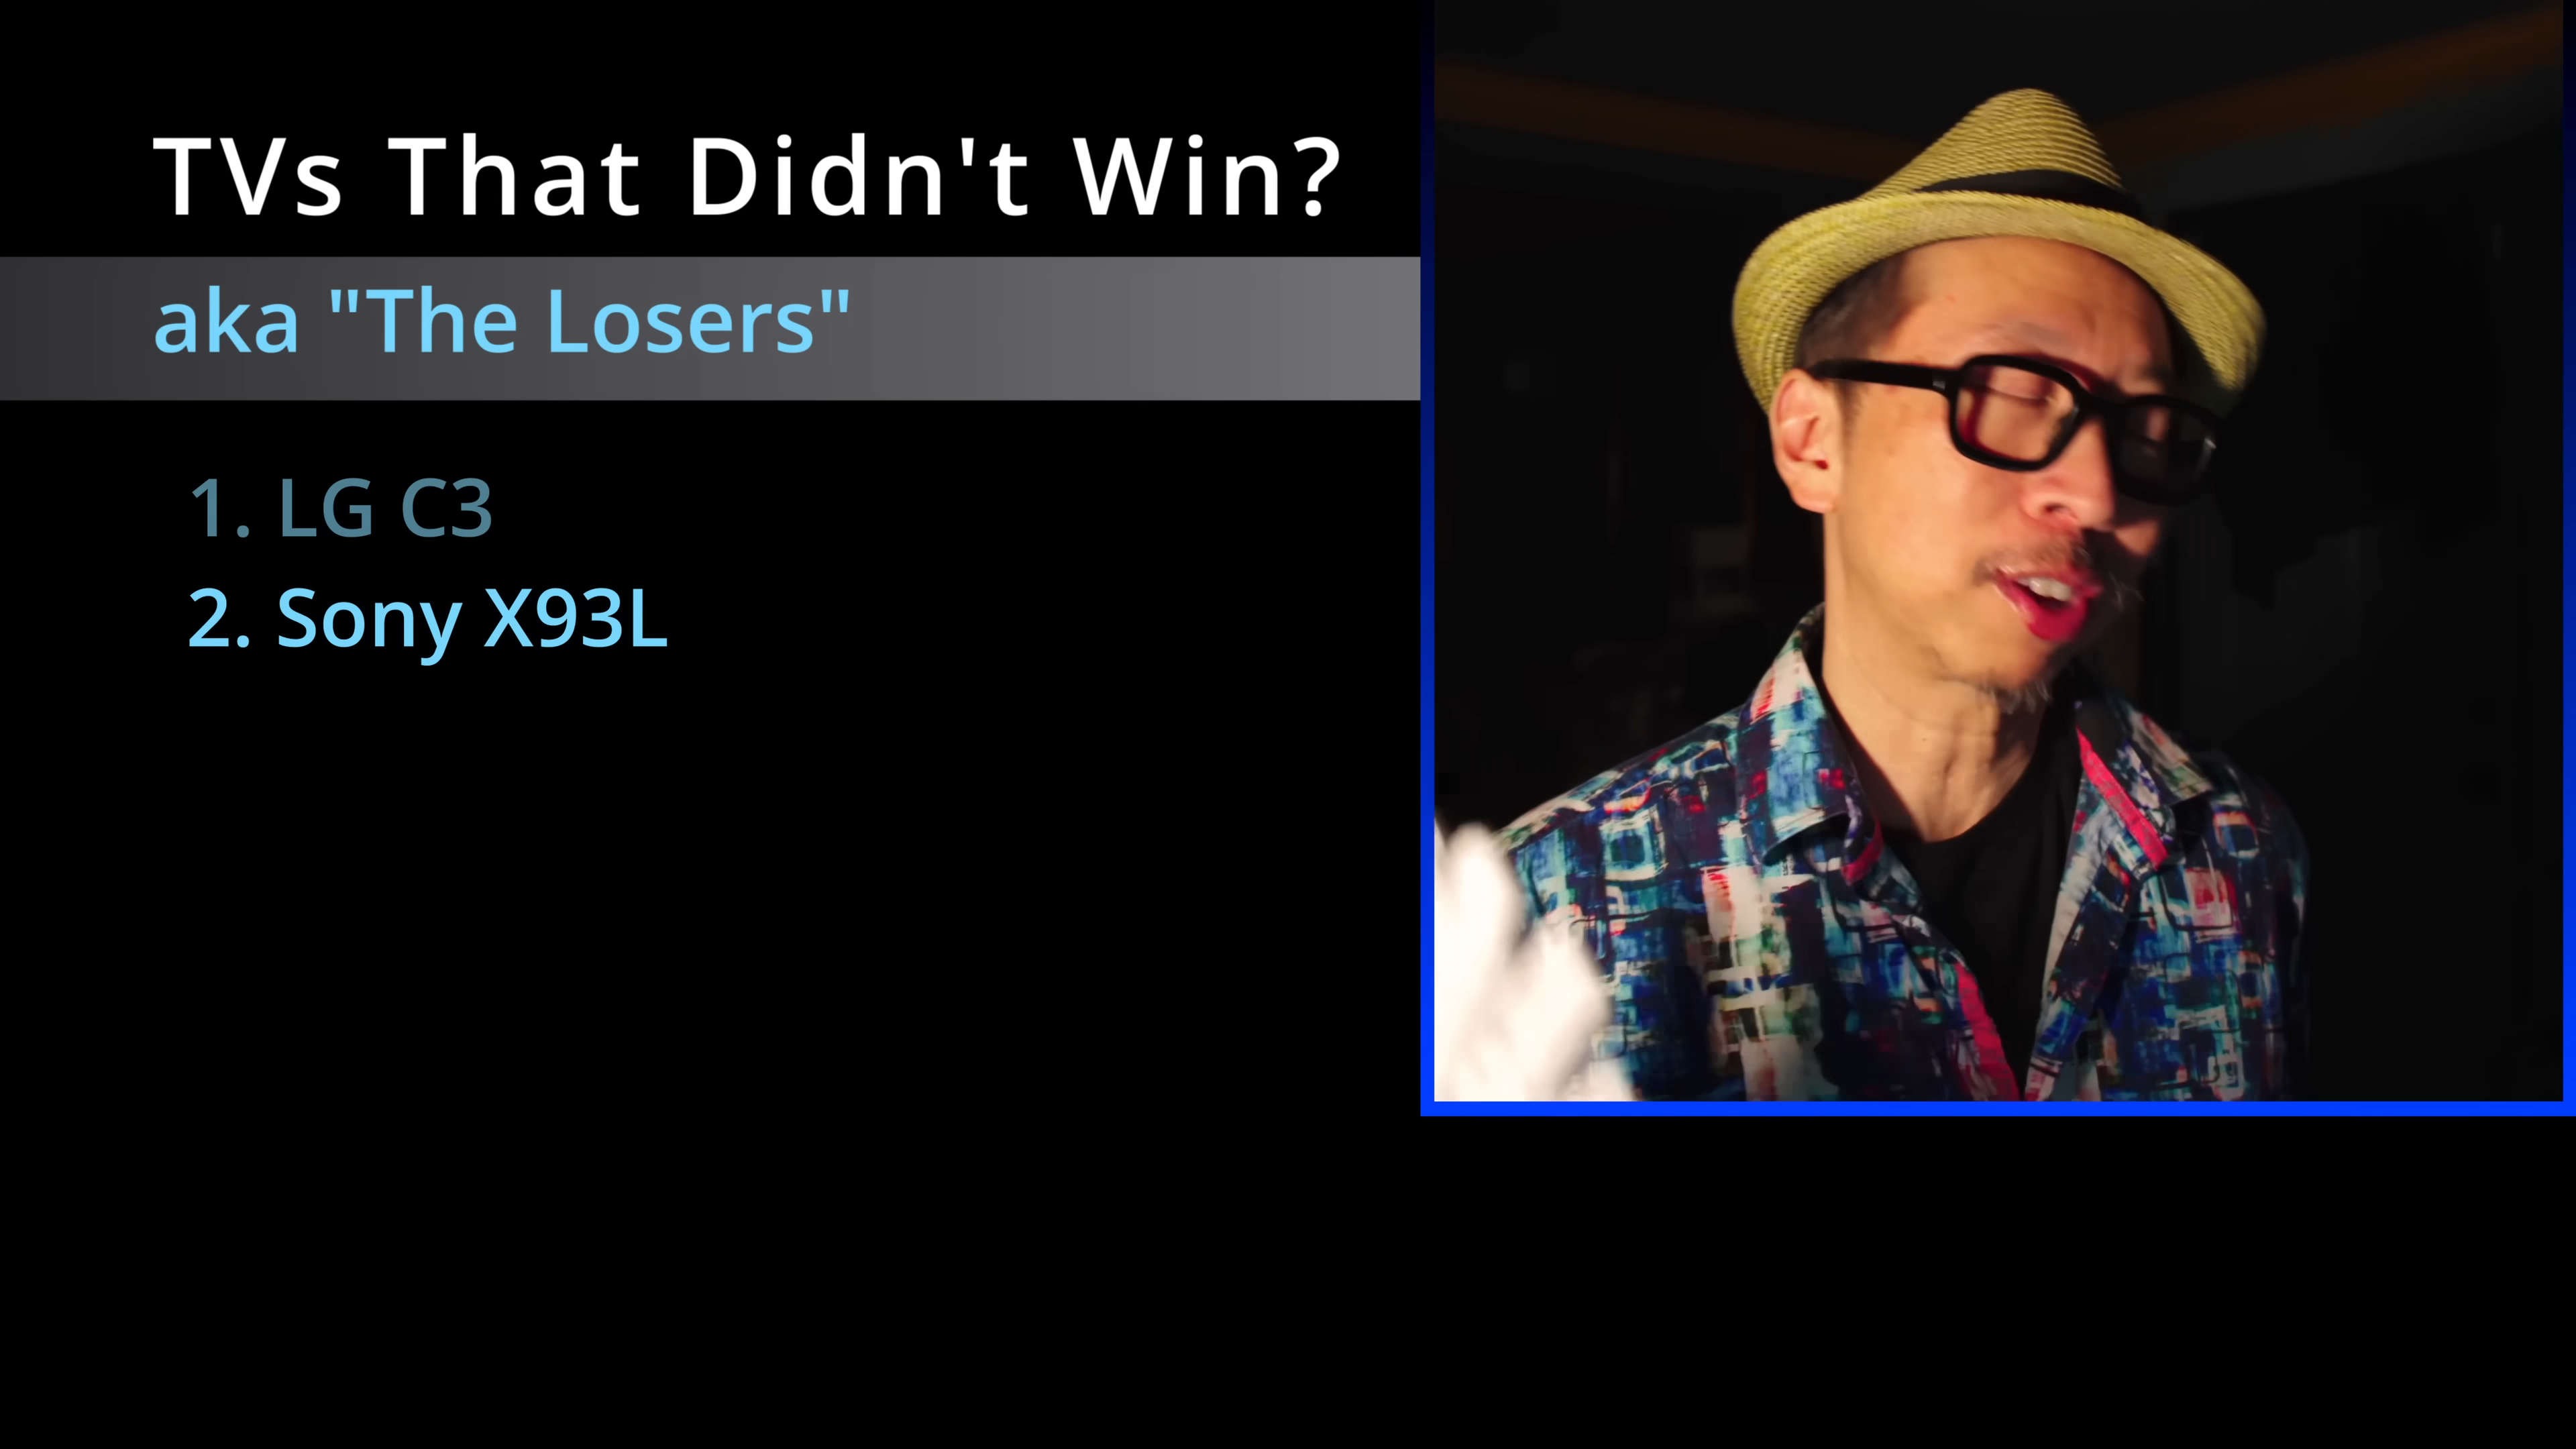 TVs That Didn't Win?
aka "The Losers"
1. LG C3
2. Sony X93L